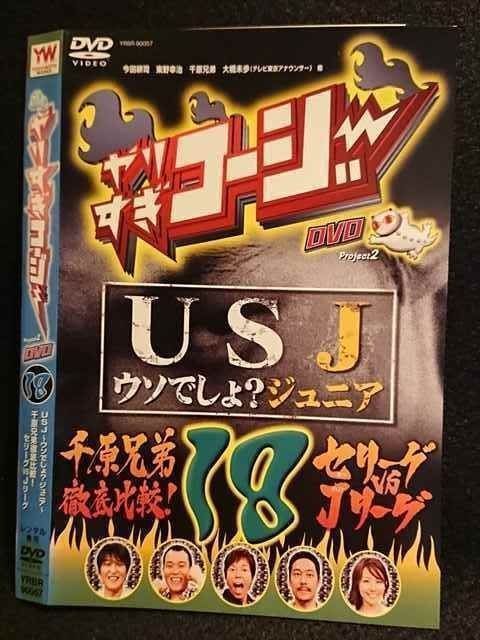 YW
DVD
VIDEO
YRBR-90057
今田耕司 東野幸治 千原兄弟 大橋未歩(テレビ東京アナウンサー) 他
やりすぎコージー
DVD
Project2
USJ
ウソでしょ?ジュニア
千原兄弟
徹底比較!
18
セリーグ
VS
Jリーグ
YW
やりすぎコージー
Project2
DVD
18
USJ~ウソでしょ?ジュニア~
千原兄弟徹底比較!
セリーグVSJリーグ
レンタル専用
DVD
YRBR
90057